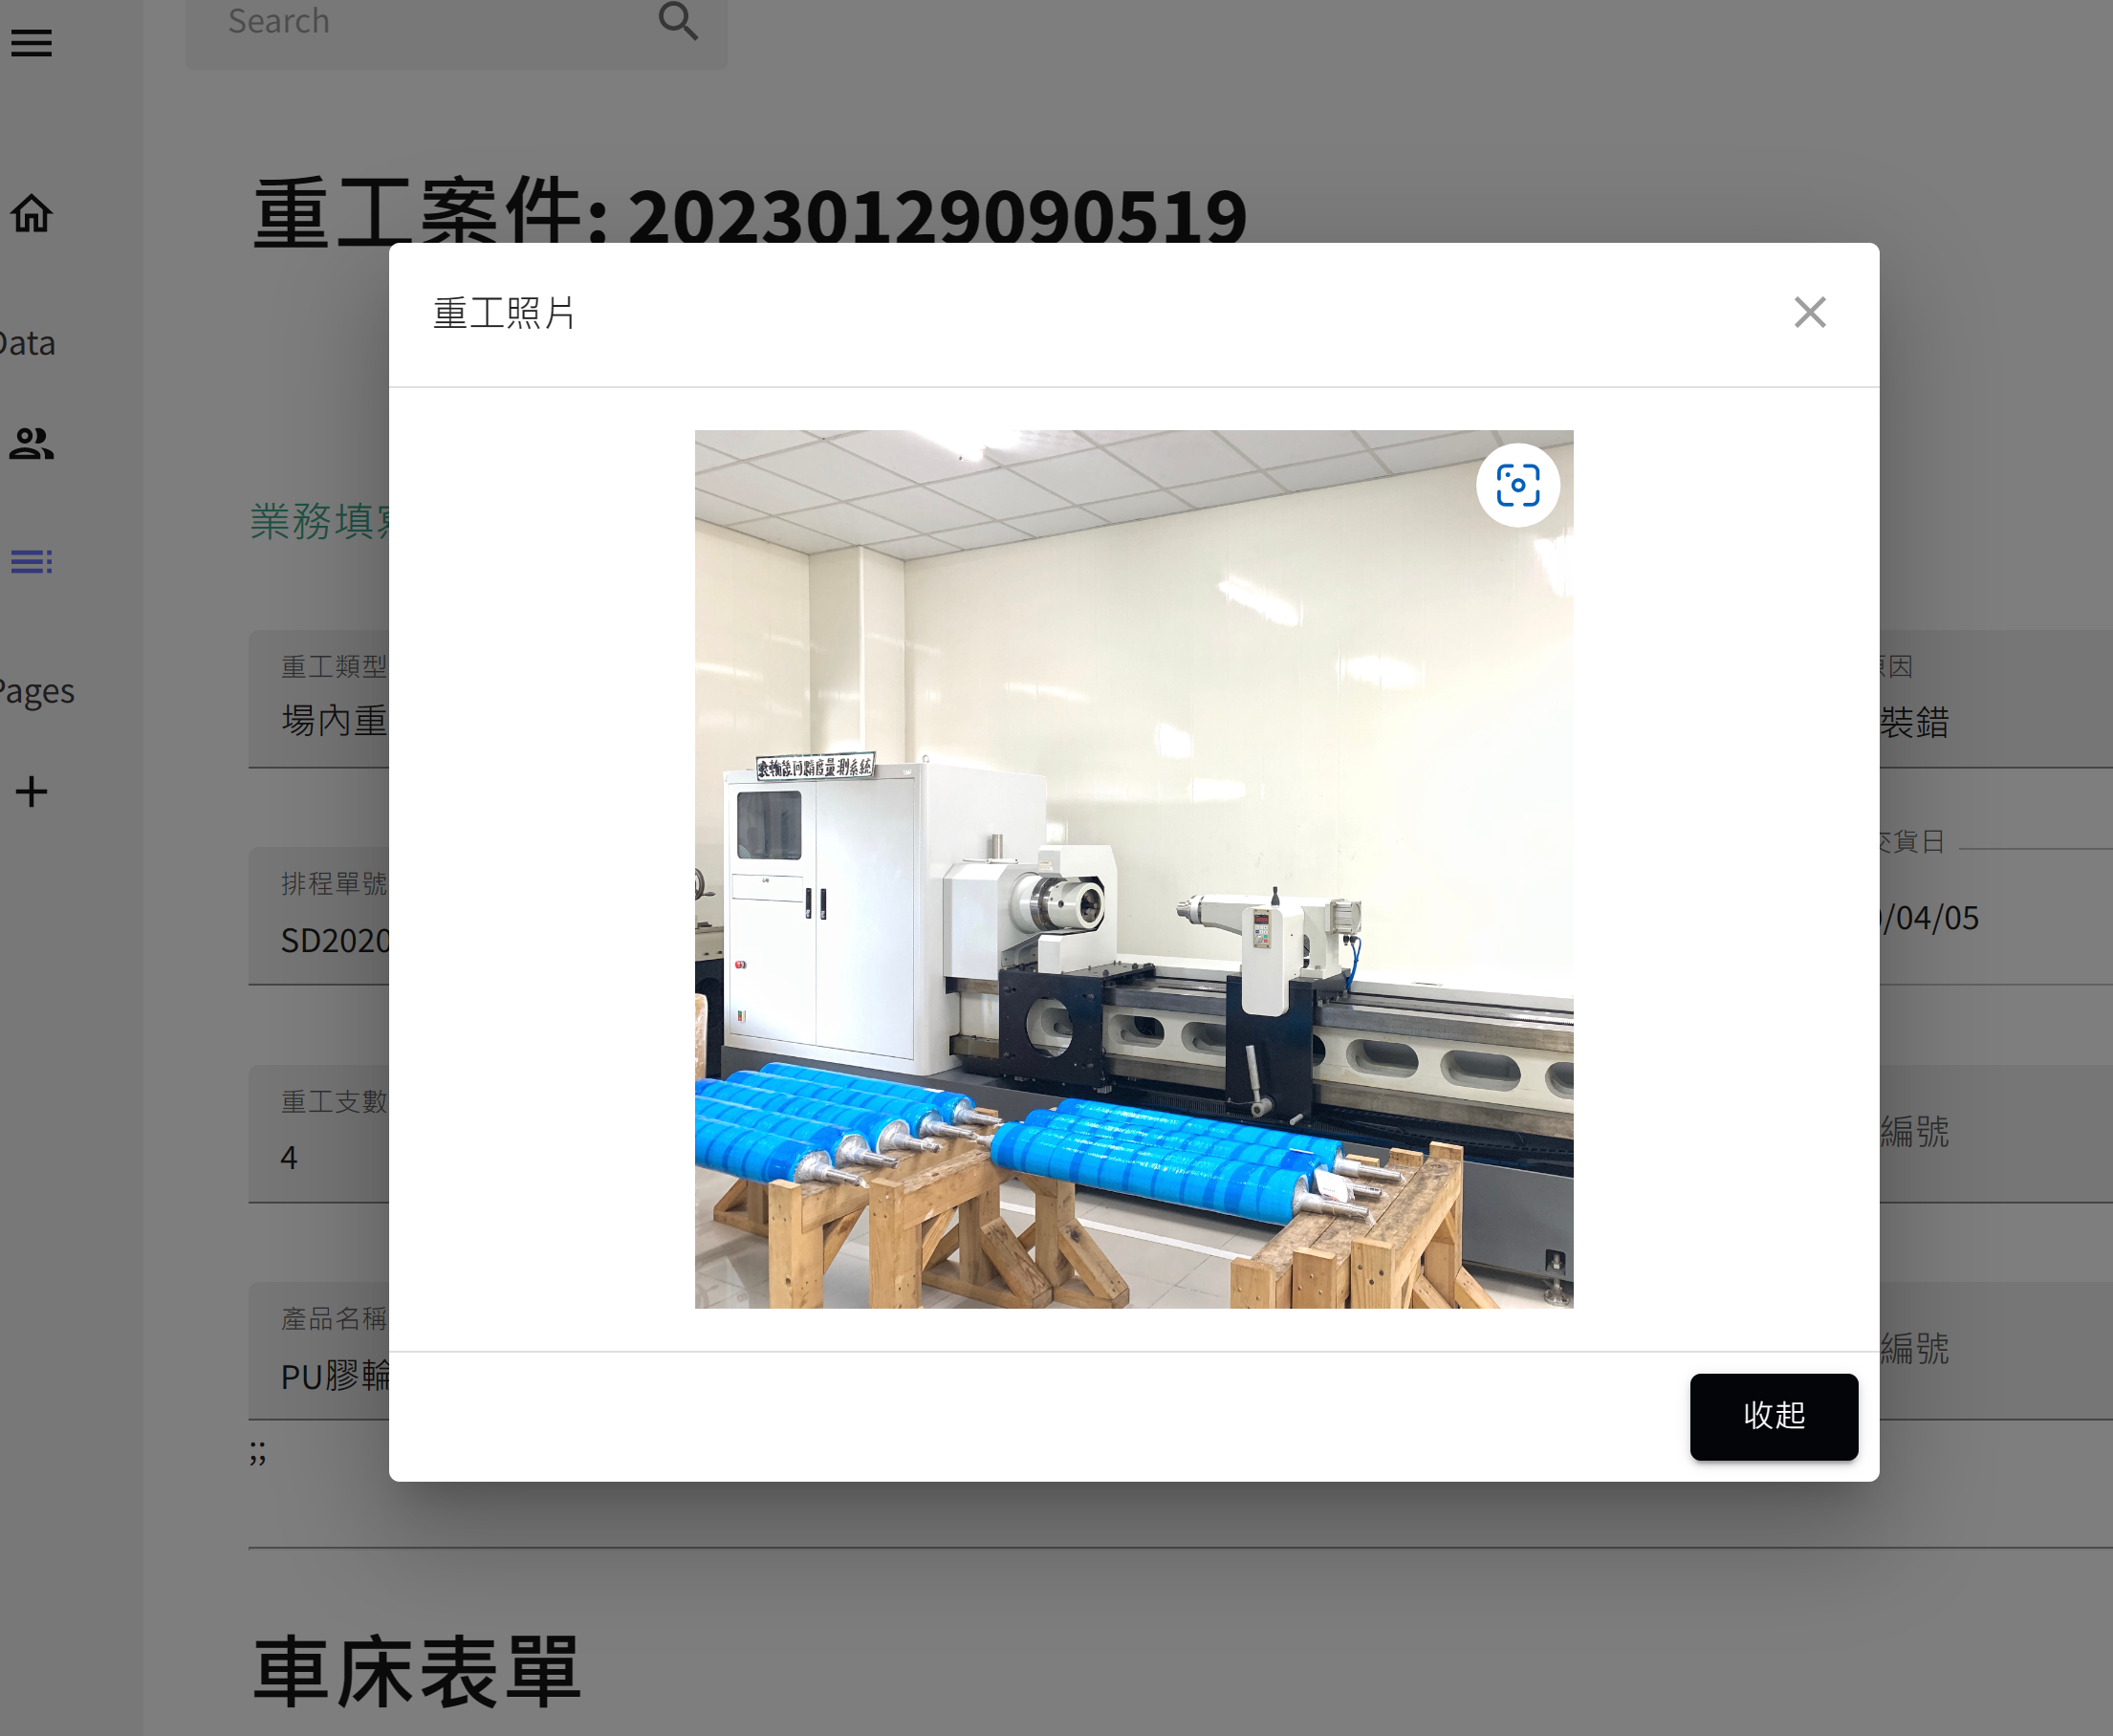 Search
重工案件: 20230129090519
重工照片
Data
業務填
重工類型
場內重
原因
裝錯
Pages
排程單號
SD2020
交貨日
/04/05
重工支數
4
編號
產品名稱
PU膠輪
編號
;;
收起
車床表單